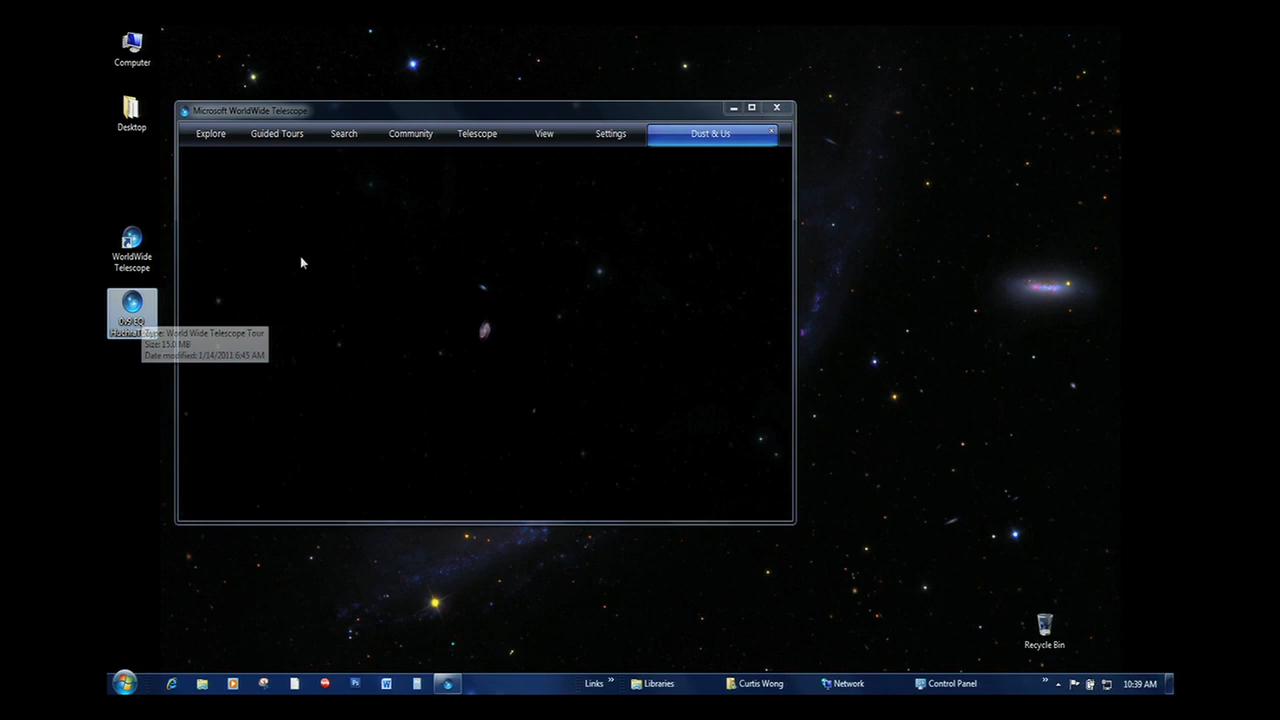 Computer
Desktop
WorldWide
Telescope
Microsoft WorldWide Telescope
Explore
Guided Tours
Search
Community
Telescope
View
Settings
Dust & Us
Type: World Wide Telescope Tour
Size: 15.0 MB
Date modified: 1/14/2011 6:45 AM
Recycle Bin
Links
Libraries
Curtis Wong
Network
Control Panel
10:39 AM